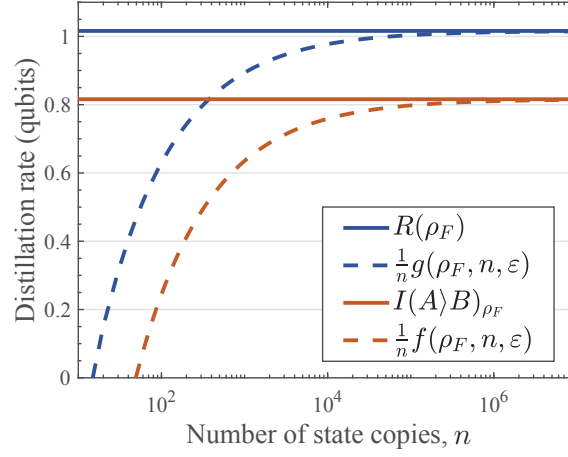 1
0.8
0.6
0.4
0.2
0
Distillation rate (qubits)
R(ρ_F)
1/n g(ρ_F, n, ε)
I(A⟩B)_{ρ_F}
1/n f(ρ_F, n, ε)
10^2 10^4 10^6
Number of state copies, n